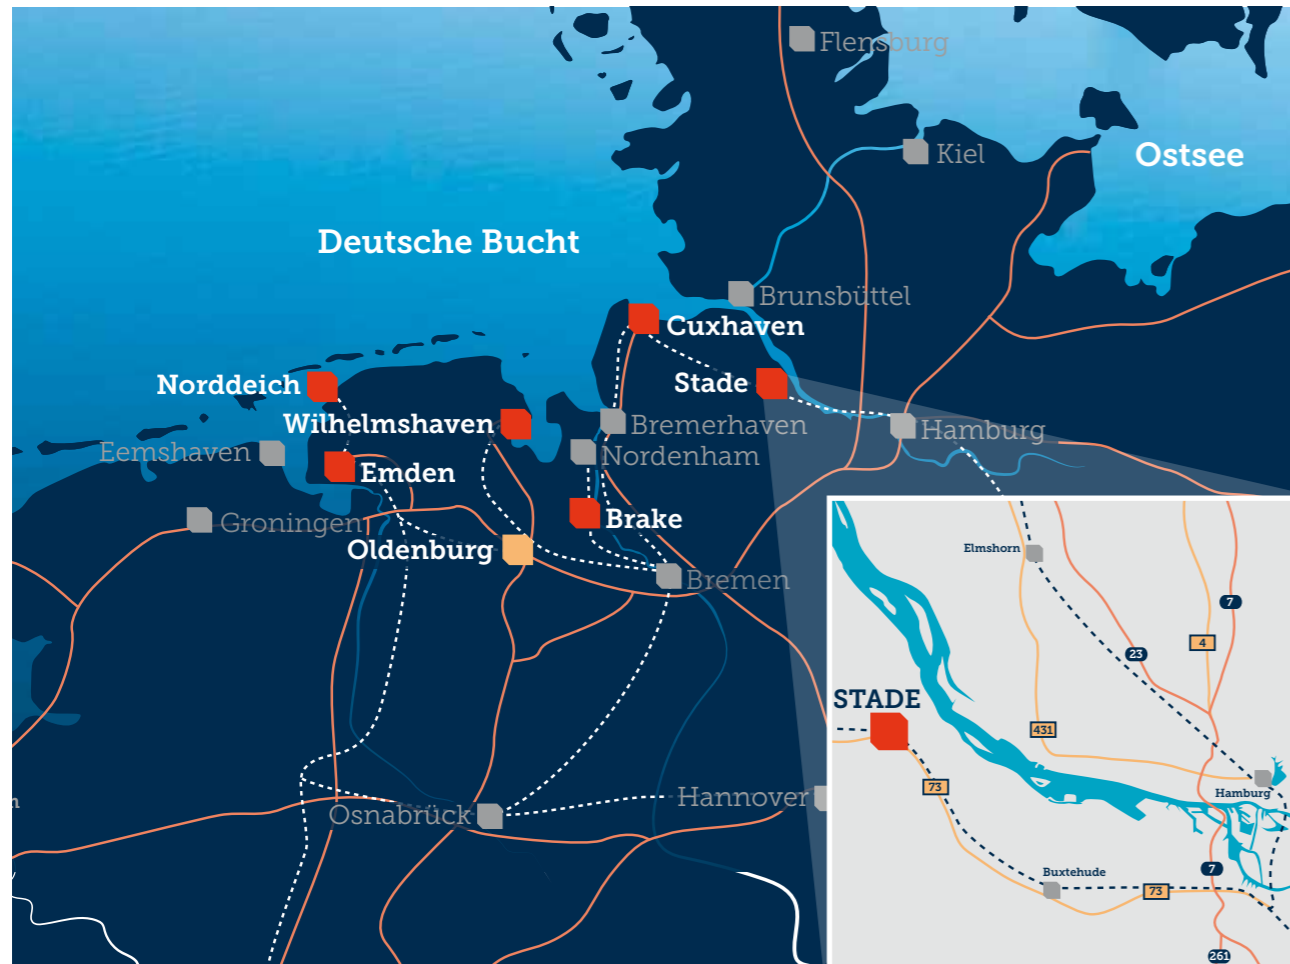 Flensburg
Kiel
Ostsee
Deutsche Bucht
Brunsbüttel
Cuxhaven
Stade
Norddeich
Wilhelmshaven
Bremerhaven
Hamburg
Eemshaven
Nordenham
Emden
Groningen
Brake
Oldenburg
Bremen
Hannover
Osnabrück
n
Elmshorn
7
4
23
STADE
431
73
Hamburg
7
Buxtehude
73
261